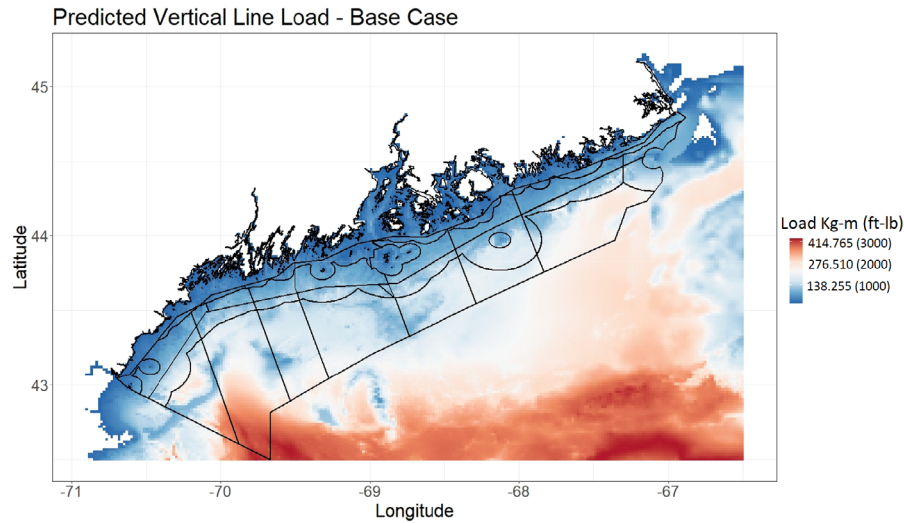 Predicted Vertical Line Load - Base Case
45
44
43
Latitude
-71
-70
-69
-68
-67
Longitude
Load Kg-m (ft-lb)
414.765 (3000)
276.510 (2000)
138.255 (1000)